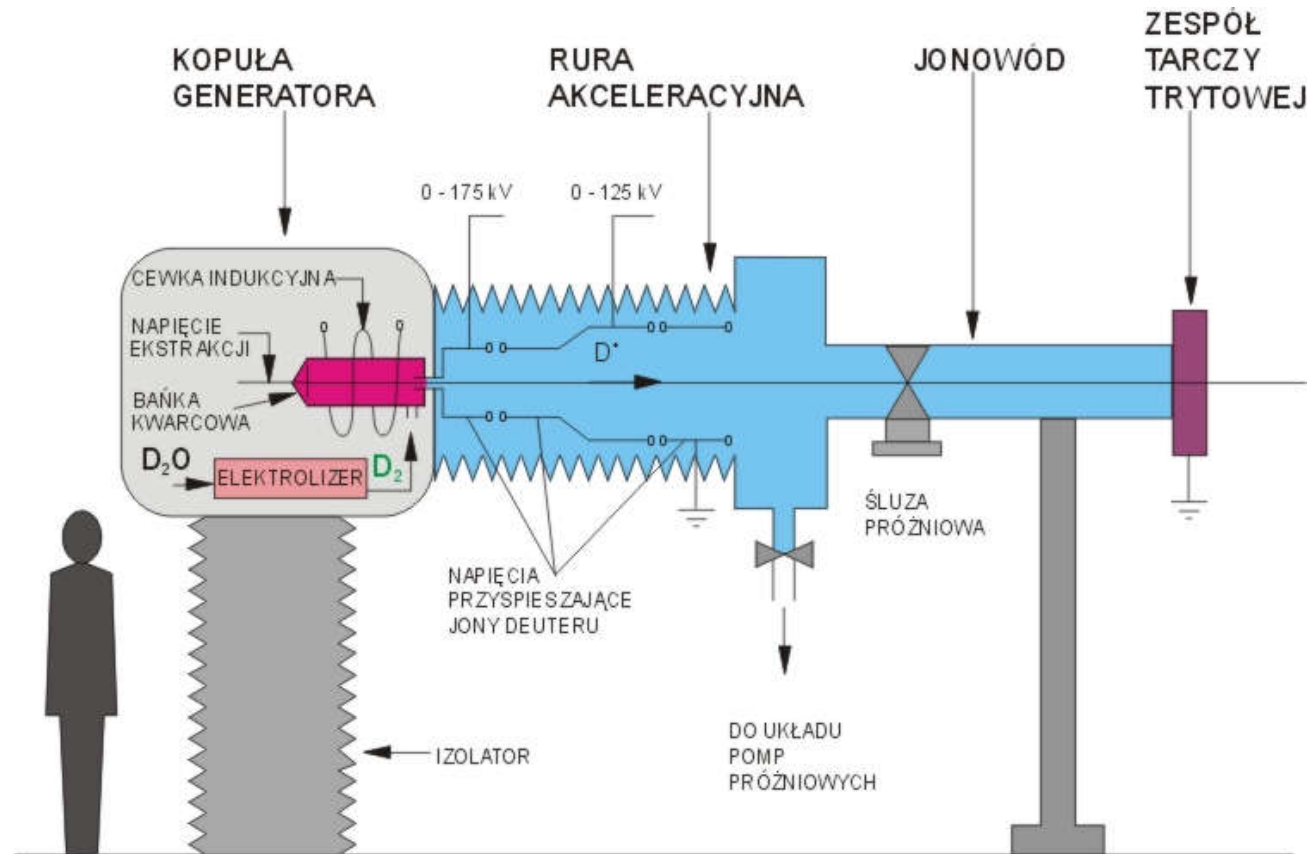 KOPUŁA
GENERATORA
RURA
AKCELERACYJNA
JONOWÓD
ZESPÓŁ
TARCZY
TRYTOWEJ
0 - 175 kV
0 - 125 kV
CEWKA INDUKCYJNA
NAPIĘCIE
EKSTRAKCJI
BAŃKA
KWARCOWA
D⁺
D₂O
ELEKTROLIZER
D₂
ŚLUZA
PRÓŻNIOWA
NAPIĘCIA
PRZYSPIESZAJĄCE
JONY DEUTERU
IZOLATOR
DO UKŁADU
POMP
PRÓŻNIOWYCH